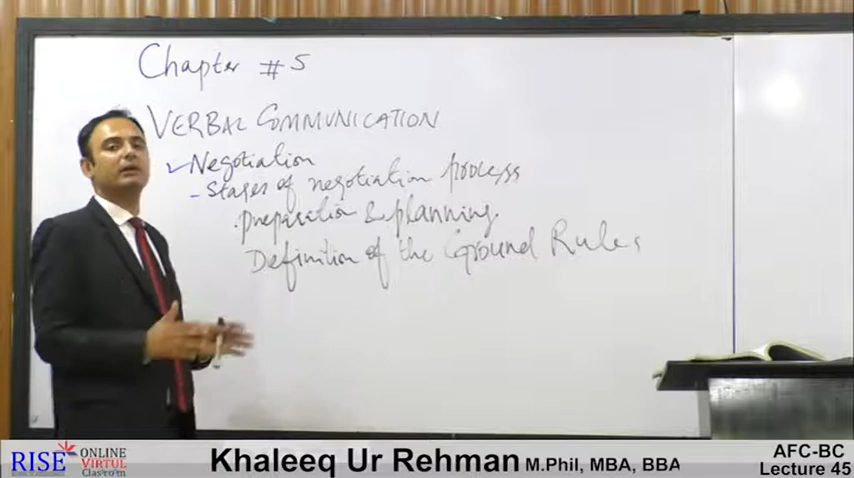 Chapter #5
VERBAL COMMUNICATION
Negotiation
- Stages of negotiation process
. Preparation & planning.
Definition of the Ground Rules
RISE ONLINE VIRTUL Classroom
Khaleeq Ur Rehman M.Phil, MBA, BBA
AFC-BC
Lecture 45